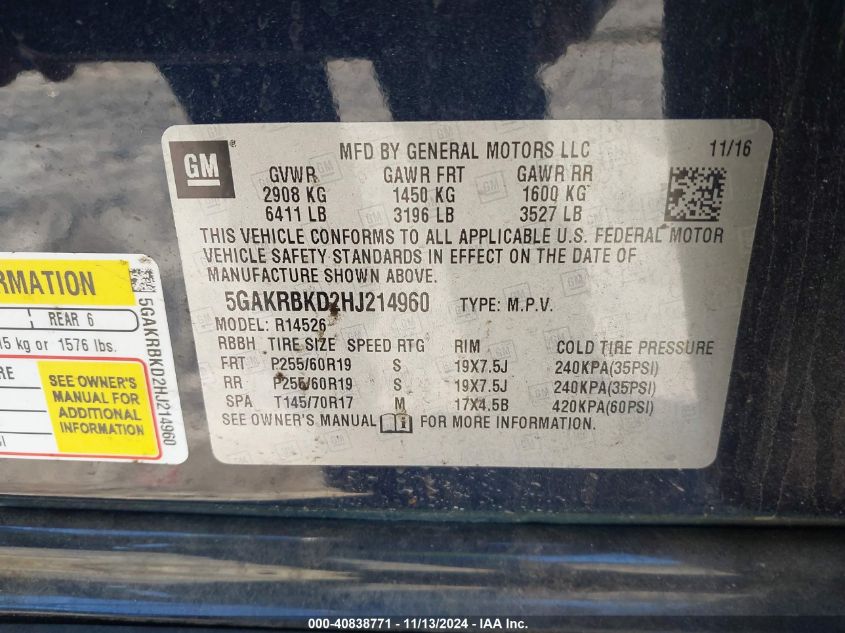 GM
MFD BY GENERAL MOTORS LLC 11/16
GVWR GAWR FRT GAWR RR
2908 KG 1450 KG 1600 KG
6411 LB 3196 LB 3527 LB
THIS VEHICLE CONFORMS TO ALL APPLICABLE U.S. FEDERAL MOTOR
VEHICLE SAFETY STANDARDS IN EFFECT ON THE DATE OF
MANUFACTURE SHOWN ABOVE.
5GAKRBKD2HJ214960 TYPE: M.P.V.
MODEL: R14526
RBBH TIRE SIZE SPEED RTG RIM COLD TIRE PRESSURE
FRT P255/60R19 S 19X7.5J 240KPA(35PSI)
RR P255/60R19 S 19X7.5J 240KPA(35PSI)
SPA T145/70R17 M 17X4.5B 420KPA(60PSI)
SEE OWNER'S MANUAL FOR MORE INFORMATION.
RMATION
REAR 6
15 kg or 1576 lbs.
RE
SEE OWNER'S
MANUAL FOR
ADDITIONAL
INFORMATION
SI
5GAKRBKD2HJ214960
000-40838771 - 11/13/2024 - IAA Inc.